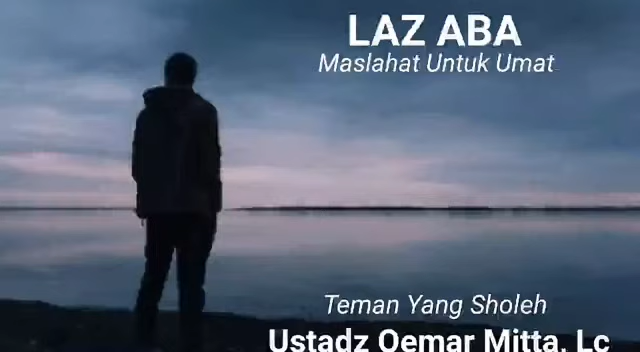 LAZ ABA
Maslahat Untuk Umat
Teman Yang Sholeh
Ustadz Oemar Mitta, Lc